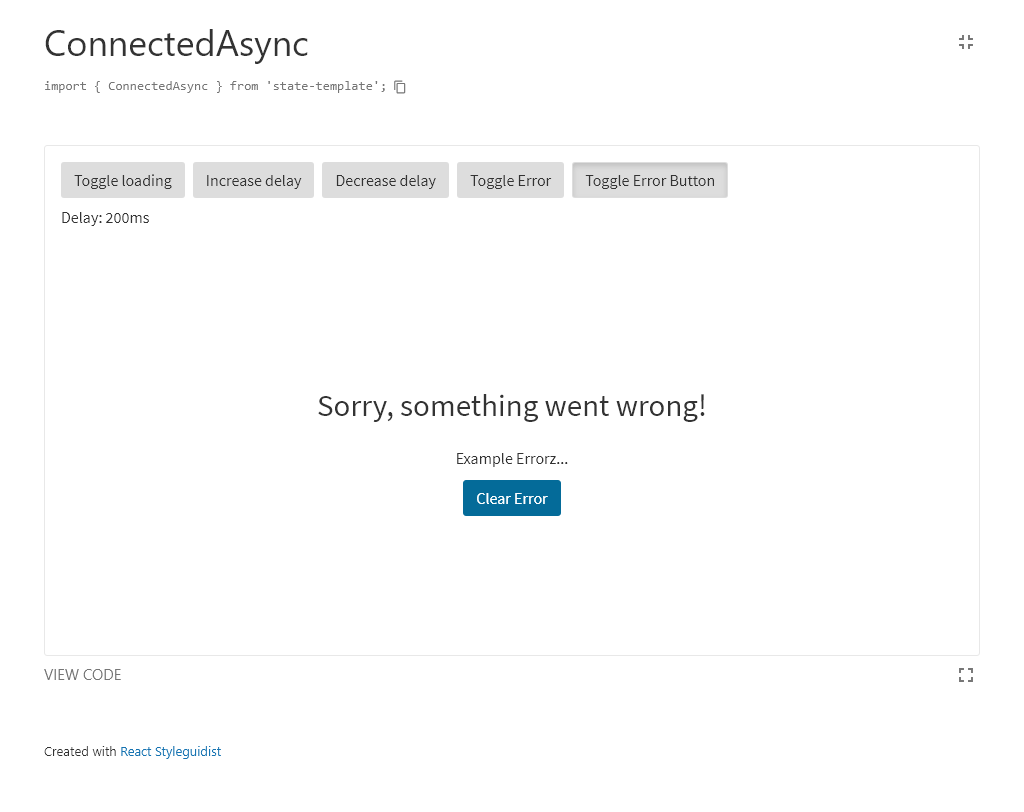 ConnectedAsync
import { ConnectedAsync } from 'state-template';
Toggle loading Increase delay Decrease delay Toggle Error Toggle Error Button
Delay: 200ms
Sorry, something went wrong!
Example Errorz...
Clear Error
VIEW CODE
Created with React Styleguidist